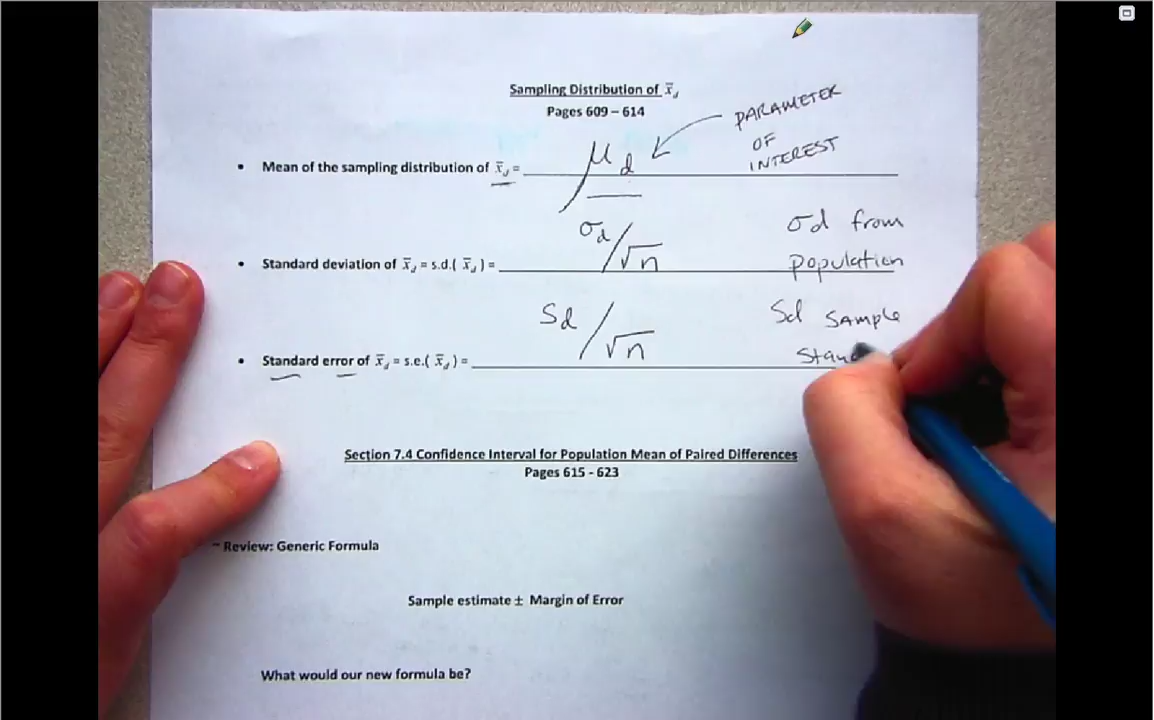 Sampling Distribution of x̄d
Pages 609 – 614
PARAMETER
OF
INTEREST
• Mean of the sampling distribution of x̄d = μd
σd from
population
• Standard deviation of x̄d = s.d.( x̄d ) = σd/√n
Sd SAMPLE
• Standard error of x̄d = s.e.( x̄d ) = Sd/√n
Section 7.4 Confidence Interval for Population Mean of Paired Differences
Pages 615 - 623
~ Review: Generic Formula
Sample estimate ± Margin of Error
What would our new formula be?